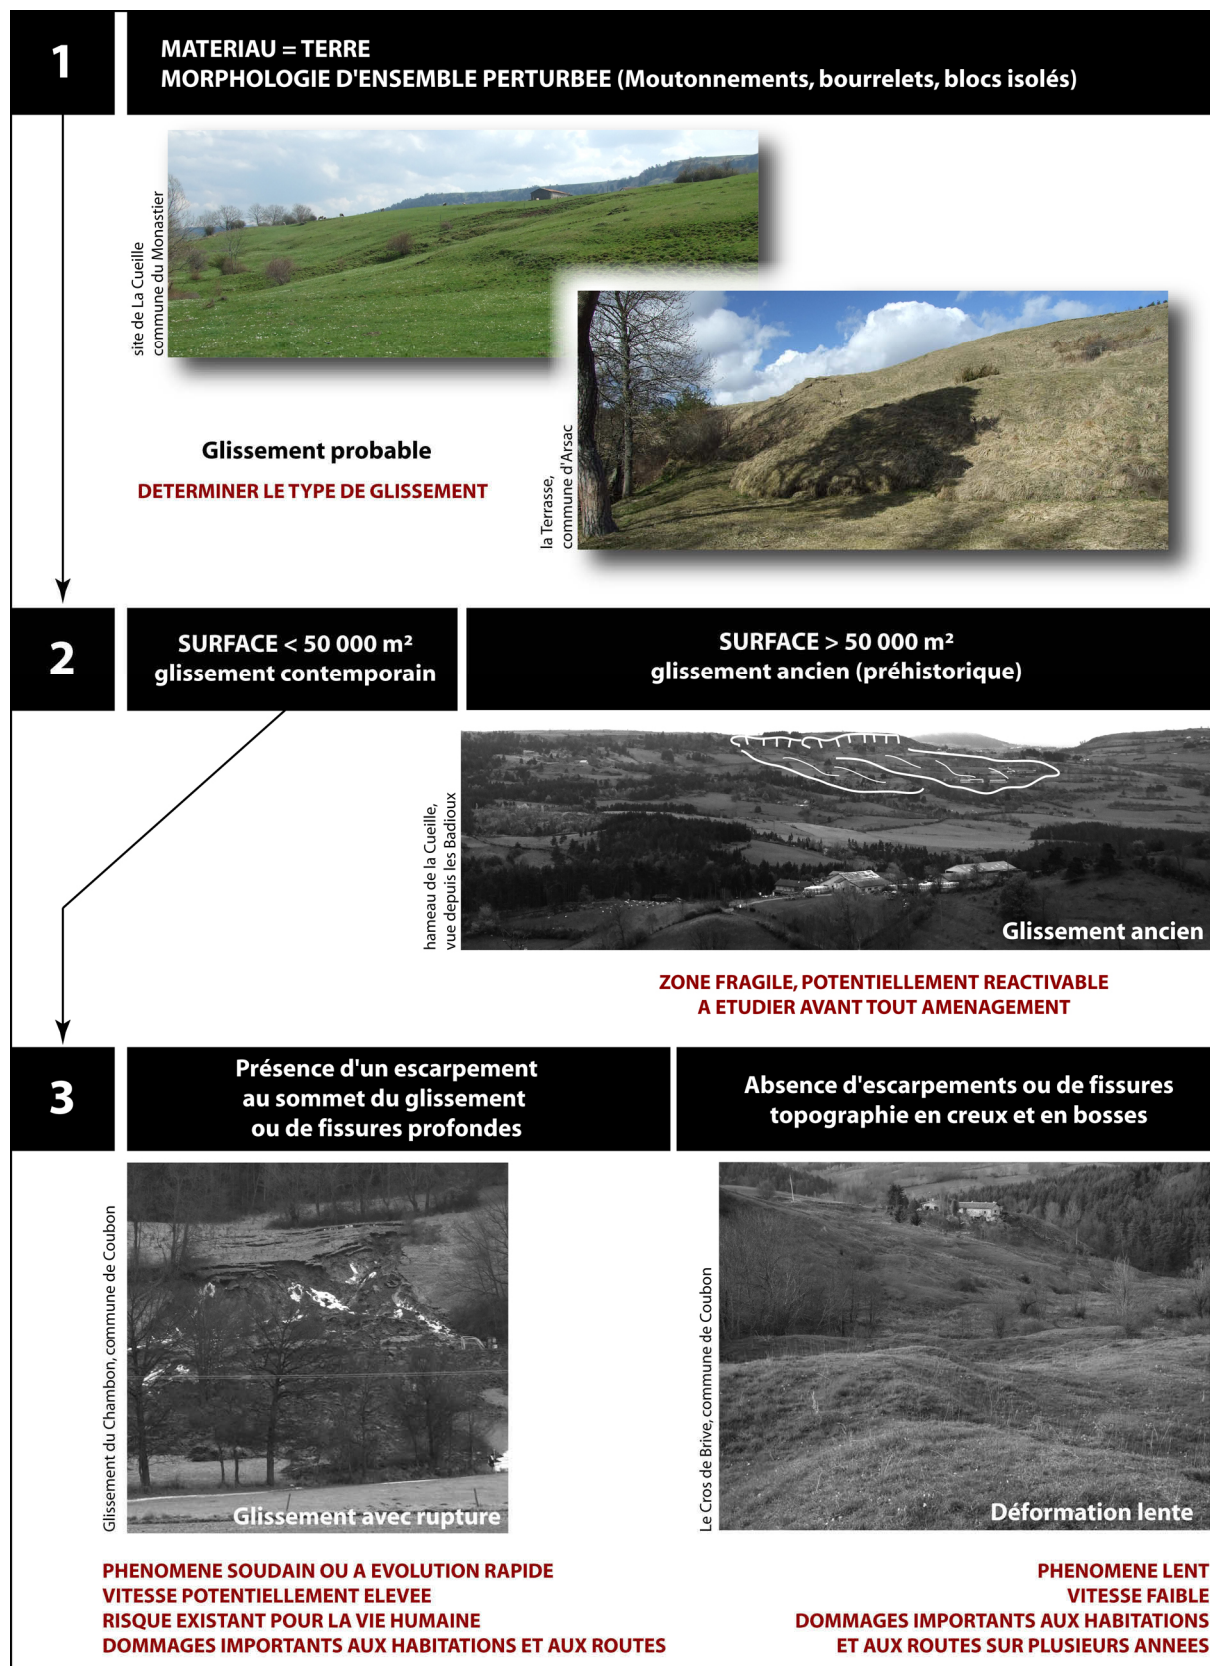 1
MATERIAU = TERRE
MORPHOLOGIE D'ENSEMBLE PERTURBEE (Moutonnements, bourrelets, blocs isolés)
site de La Cueille
commune du Monastier
la Terrasse,
commune d'Arsac
Glissement probable
DETERMINER LE TYPE DE GLISSEMENT
2
SURFACE < 50 000 m²
glissement contemporain
SURFACE > 50 000 m²
glissement ancien (préhistorique)
hameau de la Cueille,
vue depuis les Badioux
Glissement ancien
ZONE FRAGILE, POTENTIELLEMENT REACTIVABLE
A ETUDIER AVANT TOUT AMENAGEMENT
3
Présence d'un escarpement
au sommet du glissement
ou de fissures profondes
Absence d'escarpements ou de fissures
topographie en creux et en bosses
Glissement du Chambon, commune de Coubon
Glissement avec rupture
Le Cros de Brive, commune de Coubon
Déformation lente
PHENOMENE SOUDAIN OU A EVOLUTION RAPIDE
VITESSE POTENTIELLEMENT ELEVEE
RISQUE EXISTANT POUR LA VIE HUMAINE
DOMMAGES IMPORTANTS AUX HABITATIONS ET AUX ROUTES
PHENOMENE LENT
VITESSE FAIBLE
DOMMAGES IMPORTANTS AUX HABITATIONS
ET AUX ROUTES SUR PLUSIEURS ANNEES